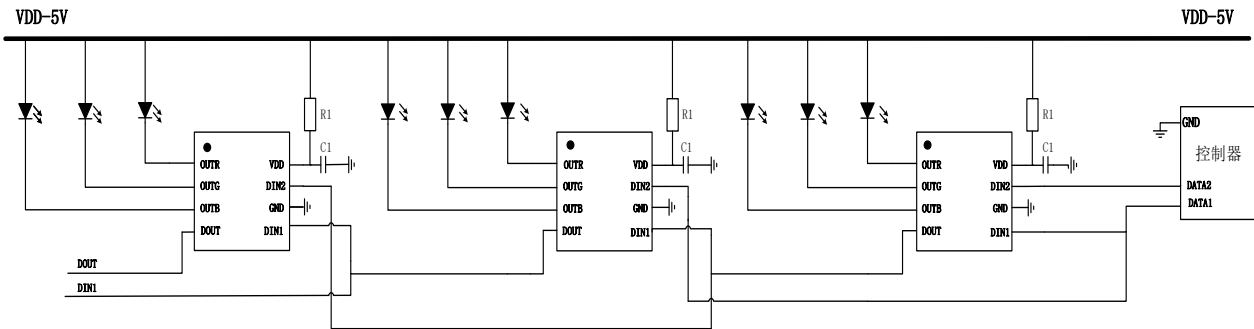 VDD-5V VDD-5V
R1 R1 R1
GND
C1 C1 C1
控制器
OUTR VDD OUTR VDD OUTR VDD
OUTG DIN2 OUTG DIN2 OUTG DIN2 DATA2
OUTB GND OUTB GND OUTB GND DATA1
DOUT DIN1 DOUT DIN1 DOUT DIN1
DOUT
DIN1